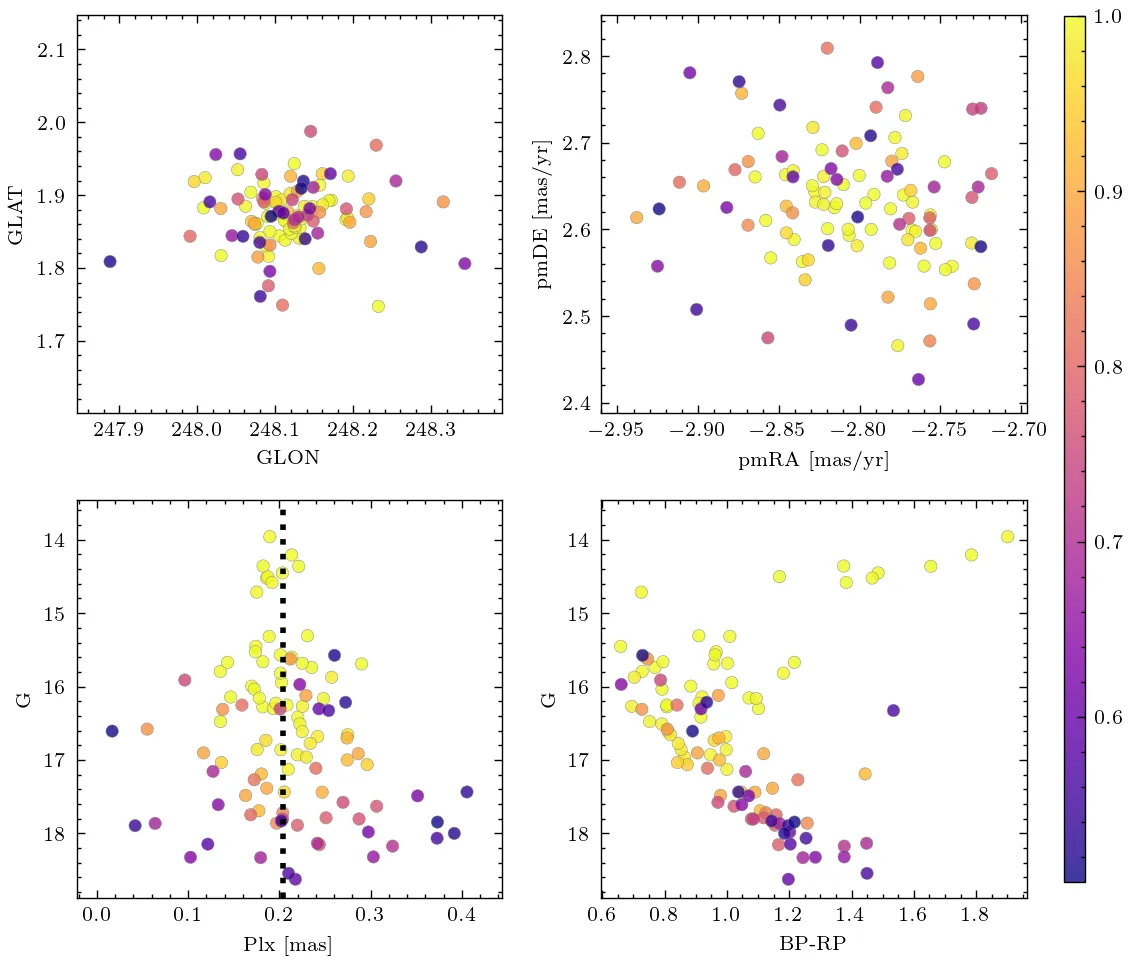 2.1
2.0
1.9
1.8
1.7
GLAT
247.9 248.0 248.1 248.2 248.3
GLON
2.8
2.7
2.6
2.5
2.4
pmDE [mas/yr]
−2.95 −2.90 −2.85 −2.80 −2.75 −2.70
pmRA [mas/yr]
1.0
0.9
0.8
0.7
0.6
14
15
16
17
18
G
0.0 0.1 0.2 0.3 0.4
Plx [mas]
14
15
16
17
18
G
0.6 0.8 1.0 1.2 1.4 1.6 1.8
BP-RP